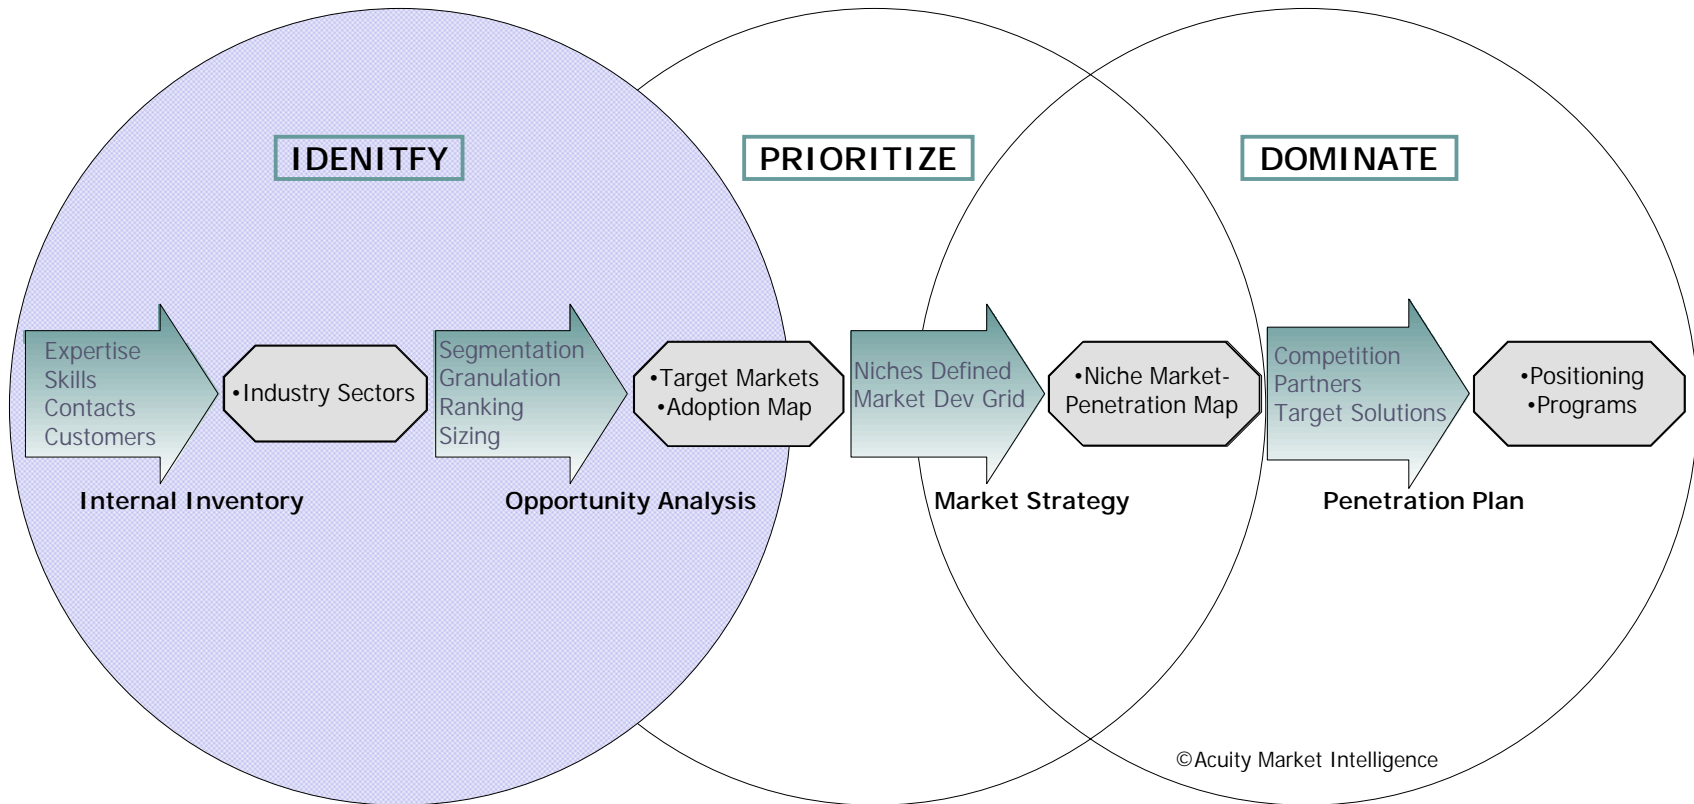 IDENITFY
PRIORITIZE
DOMINATE
Expertise
Skills
Contacts
Customers
•Industry Sectors
Segmentation
Granulation
Ranking
Sizing
•Target Markets
•Adoption Map
Niches Defined
Market Dev Grid
•Niche Market-
Penetration Map
Competition
Partners
Target Solutions
•Positioning
•Programs
Internal Inventory
Opportunity Analysis
Market Strategy
Penetration Plan
©Acuity Market Intelligence